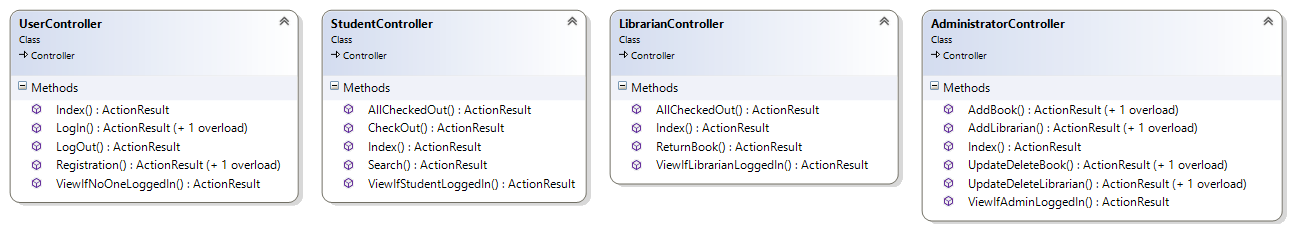 UserController
Class
Controller
Methods
Index() : ActionResult
LogIn() : ActionResult (+ 1 overload)
LogOut() : ActionResult
Registration() : ActionResult (+ 1 overload)
ViewIfNoOneLoggedIn() : ActionResult
StudentController
Class
Controller
Methods
AllCheckedOut() : ActionResult
CheckOut() : ActionResult
Index() : ActionResult
Search() : ActionResult
ViewIfStudentLoggedIn() : ActionResult
LibrarianController
Class
Controller
Methods
AllCheckedOut() : ActionResult
Index() : ActionResult
ReturnBook() : ActionResult
ViewIfLibrarianLoggedIn() : ActionResult
AdministratorController
Class
Controller
Methods
AddBook() : ActionResult (+ 1 overload)
AddLibrarian() : ActionResult (+ 1 overload)
Index() : ActionResult
UpdateDeleteBook() : ActionResult (+ 1 overload)
UpdateDeleteLibrarian() : ActionResult (+ 1 overload)
ViewIfAdminLoggedIn() : ActionResult